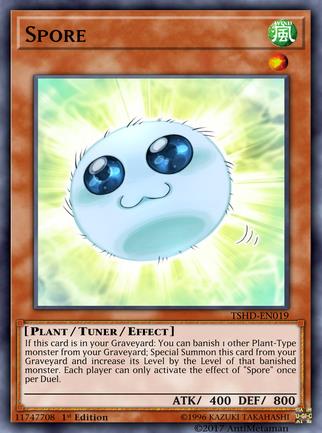 Spore
WIND
風
TSHD-EN019
[PLANT / TUNER / EFFECT]
If this card is in your Graveyard: You can banish 1 other Plant-Type
monster from your Graveyard; Special Summon this card from your
Graveyard and increase its Level by the Level of that banished
monster. Each player can only activate the effect of "Spore" once
per Duel.
ATK/ 400 DEF/ 800
11747708 1st Edition ©1996 KAZUKI TAKAHASHI
©2017 AntiMetaman